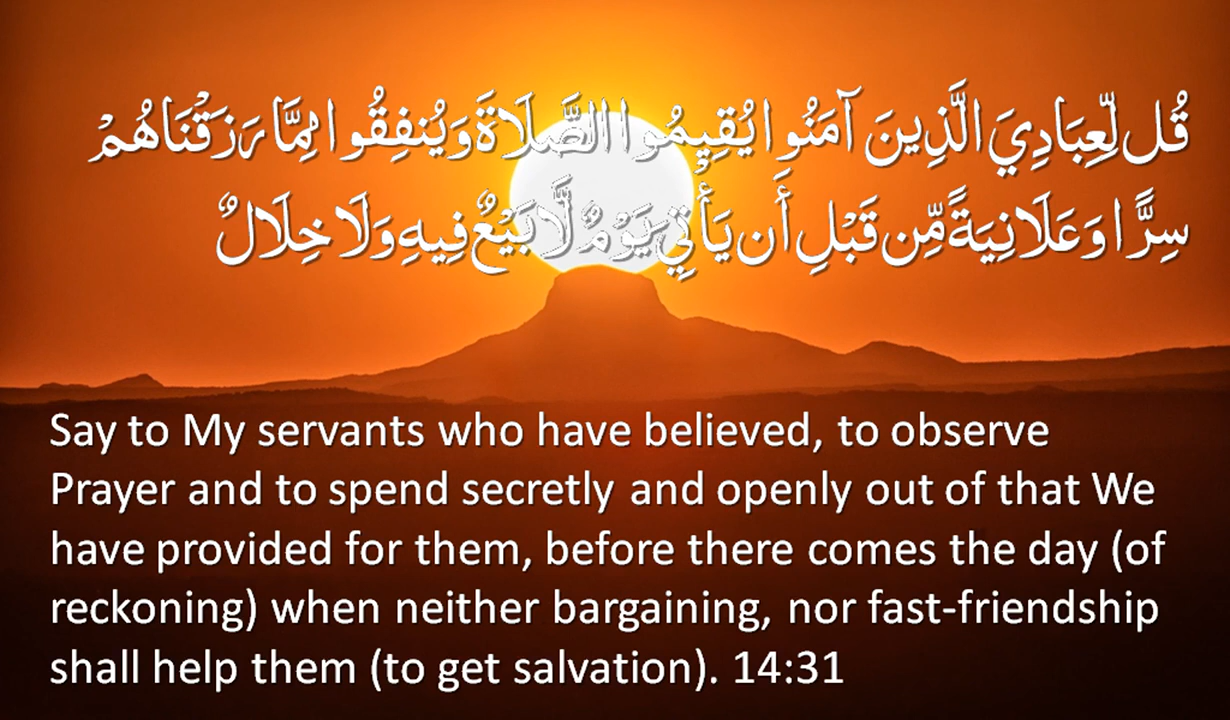 قُل لِّعِبَادِيَ الَّذِينَ آمَنُوا يُقِيمُوا الصَّلَاةَ وَيُنفِقُوا مِمَّا رَزَقْنَاهُمْ
سِرًّا وَعَلَانِيَةً مِّن قَبْلِ أَن يَأْتِيَ يَوْمٌ لَّا بَيْعٌ فِيهِ وَلَا خِلَالٌ
Say to My servants who have believed, to observe
Prayer and to spend secretly and openly out of that We
have provided for them, before there comes the day (of
reckoning) when neither bargaining, nor fast-friendship
shall help them (to get salvation). 14:31